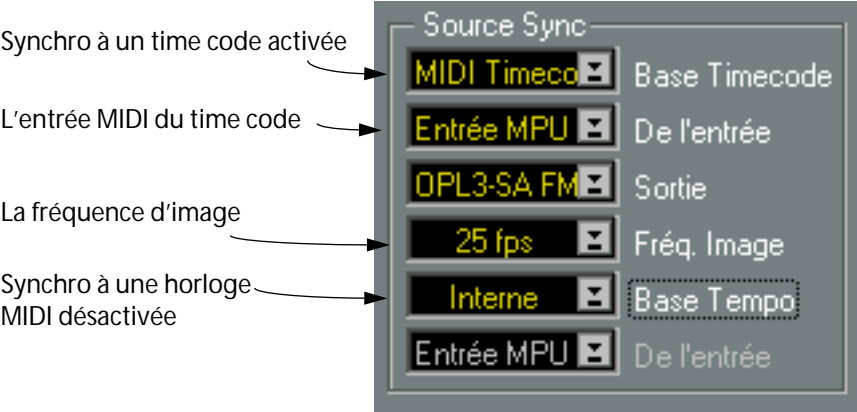 Source Sync
Synchro à un time code activée
MIDI Timeco
Base Timecode
L'entrée MIDI du time code
Entrée MPU
De l'entrée
OPL3-SA FM
Sortie
La fréquence d'image
25 fps
Fréq. Image
Synchro à une horloge
MIDI désactivée
Interne
Base Tempo
Entrée MPU
De l'entrée